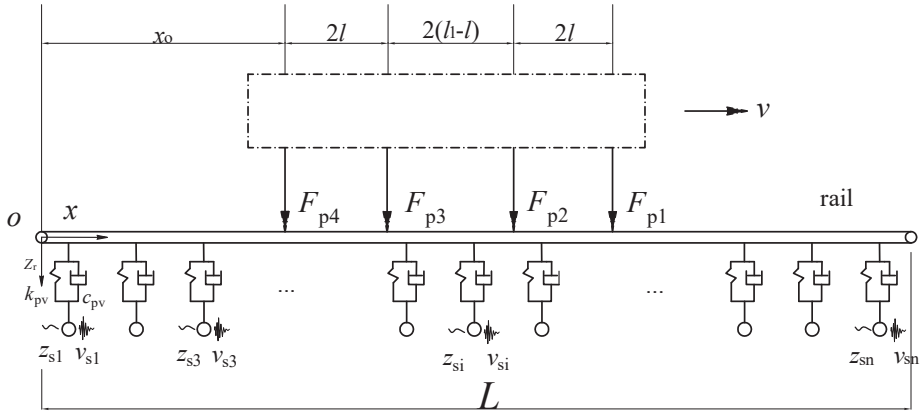 xo 2l 2(l1-l) 2l
v
Fp4 Fp3 Fp2 Fp1 rail
o x
zr
kpv cpv ... ...
zs1 vs1 zs3 vs3 zsi vsi zsn vsn
L